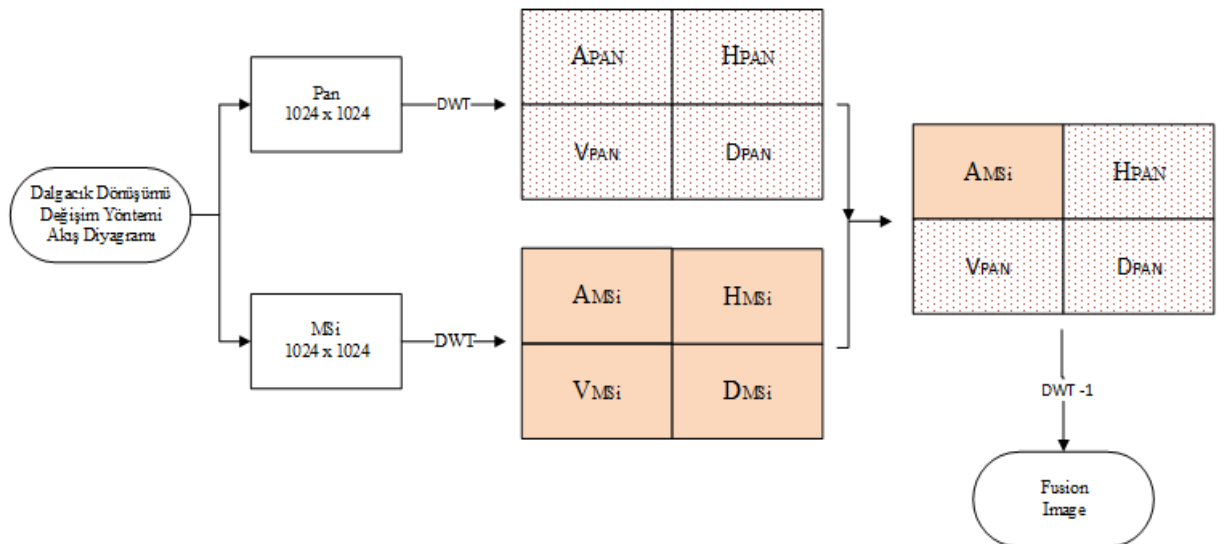 Dalgacık Dönüşümü
Değişim Yöntemi
Akış Diyagramı
Pan
1024 x 1024
DWT
APAN
HPAN
VPAN
DPAN
MSi
1024 x 1024
DWT
AMSi
HMSi
VMSi
DMSi
AMSi
HPAN
VPAN
DPAN
DWT -1
Fusion
Image